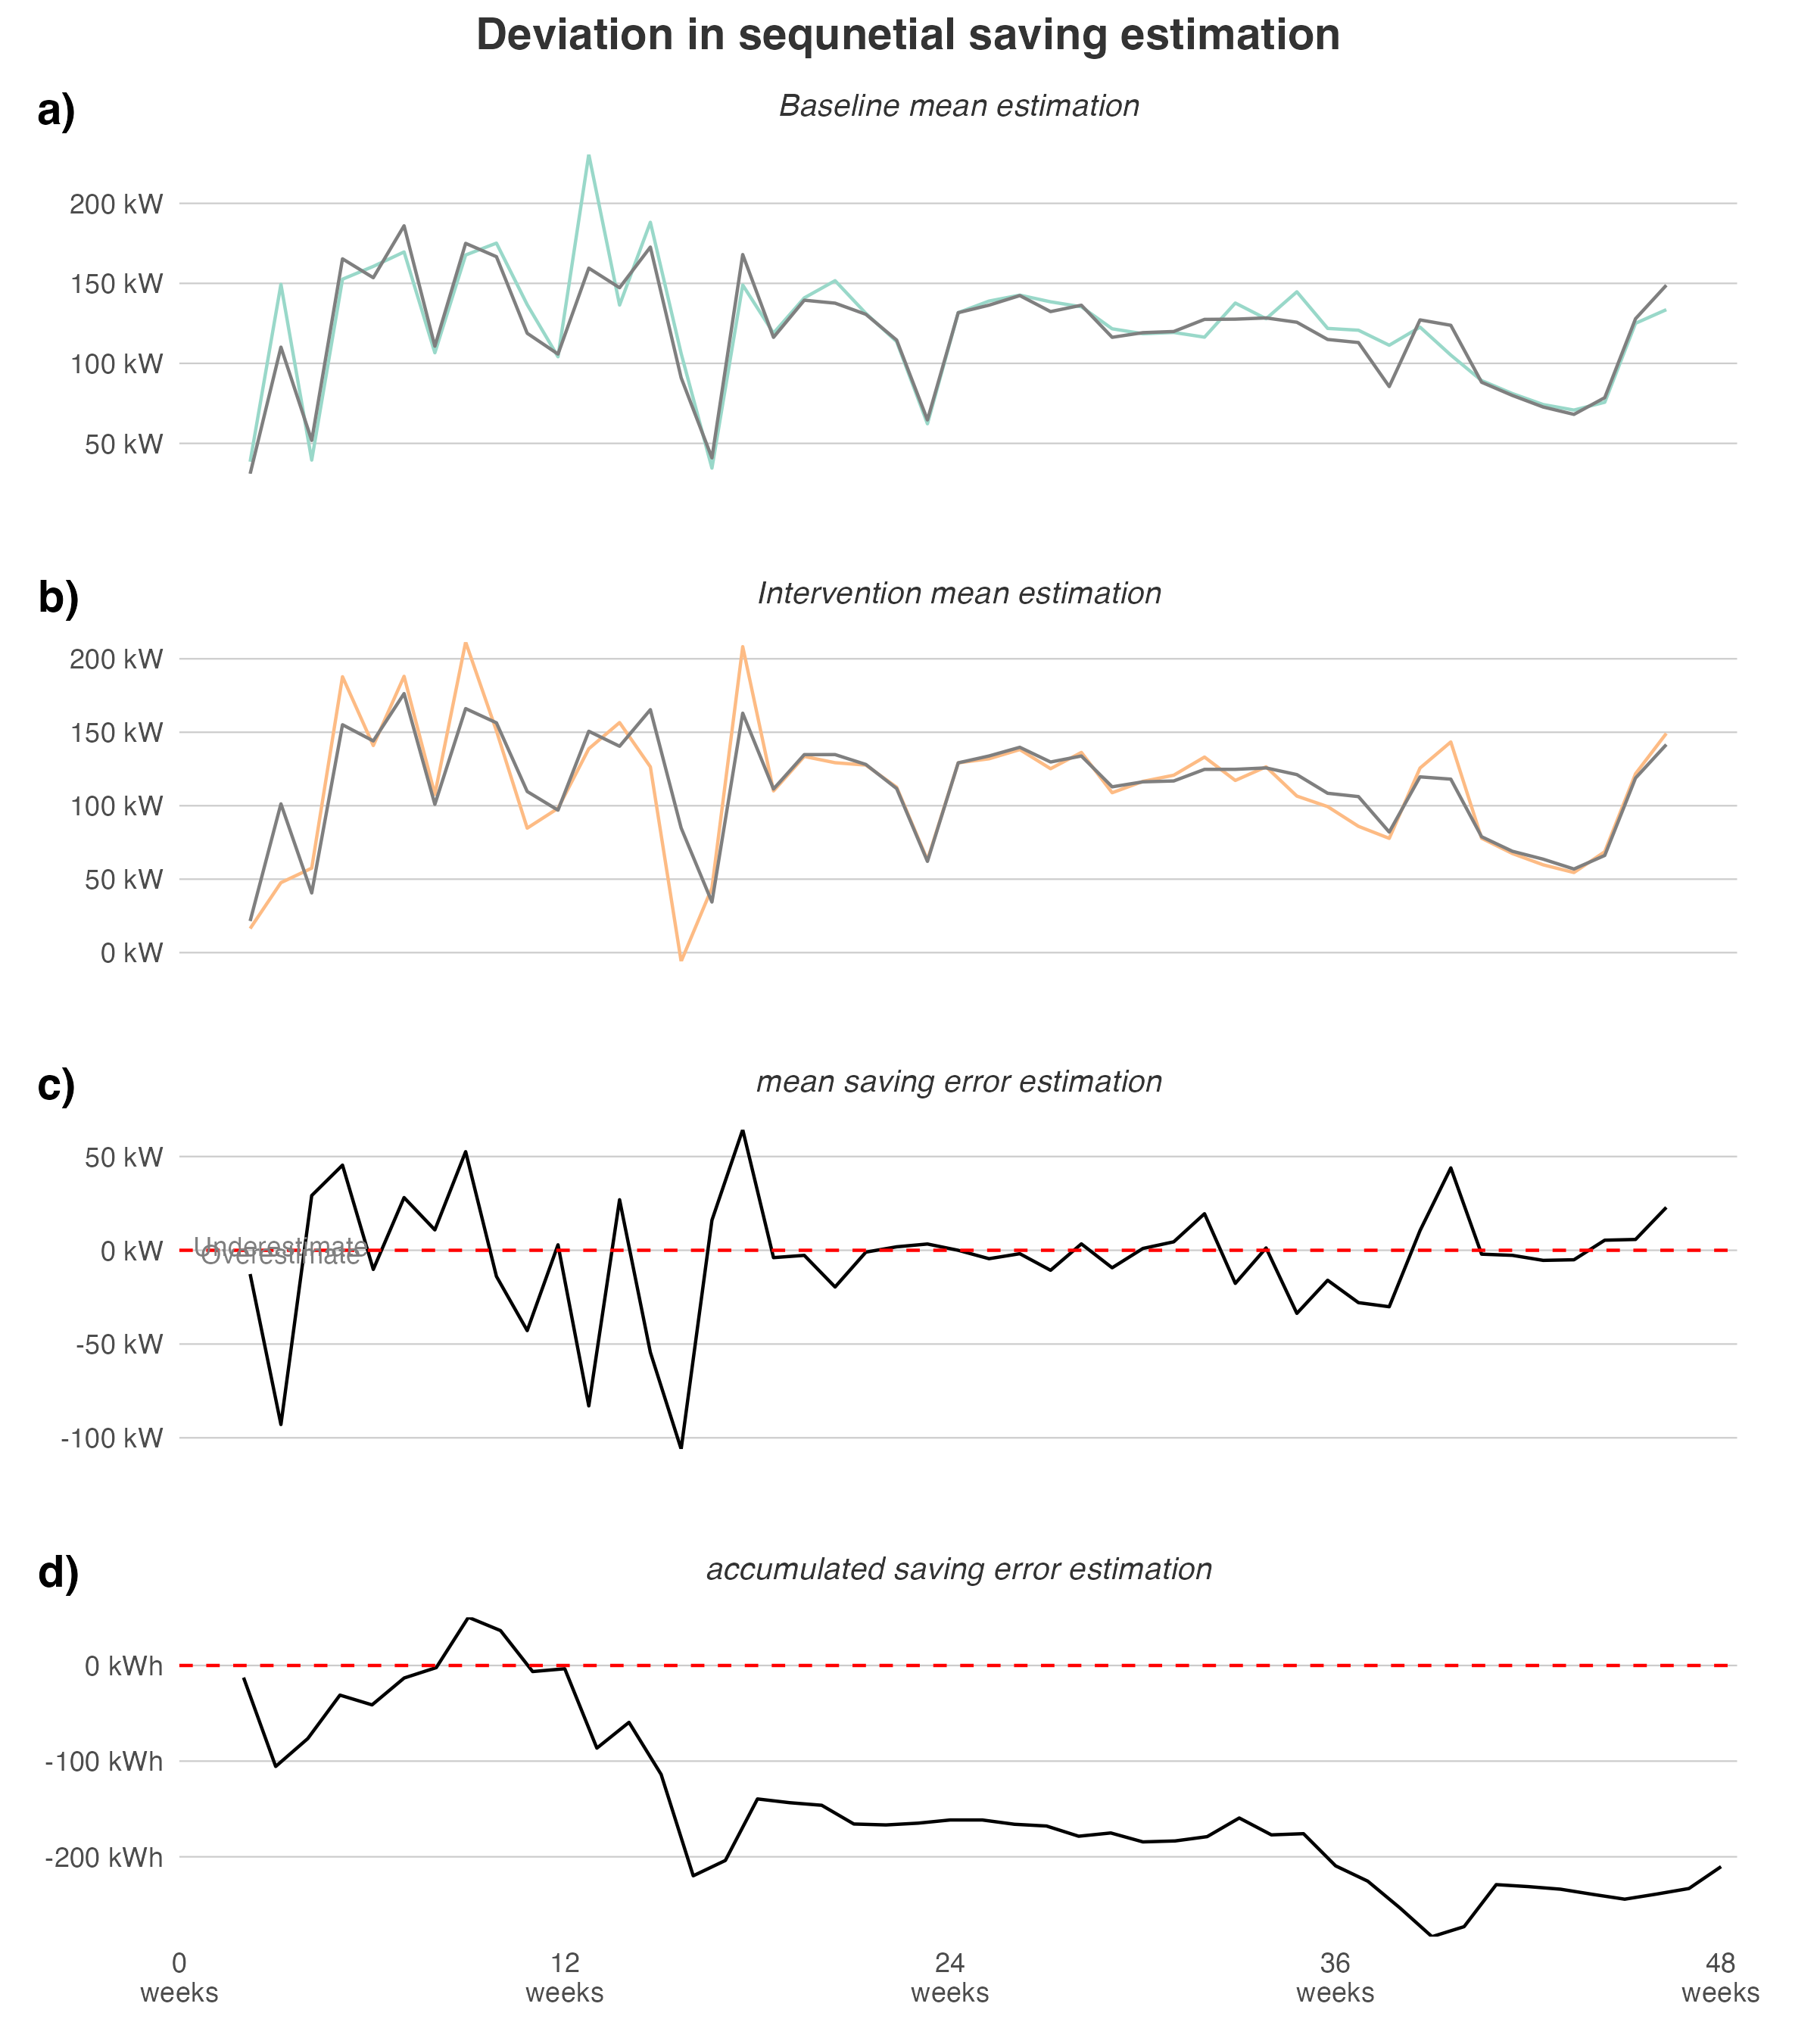 Deviation in sequnetial saving estimation
a)
Baseline mean estimation
200 kW
150 kW
100 kW
50 kW
b)
Intervention mean estimation
200 kW
150 kW
100 kW
50 kW
0 kW
c)
mean saving error estimation
50 kW
0 kW
-50 kW
-100 kW
Underestimate
Overestimate
d)
accumulated saving error estimation
0 kWh
-100 kWh
-200 kWh
0
weeks
12
weeks
24
weeks
36
weeks
48
weeks